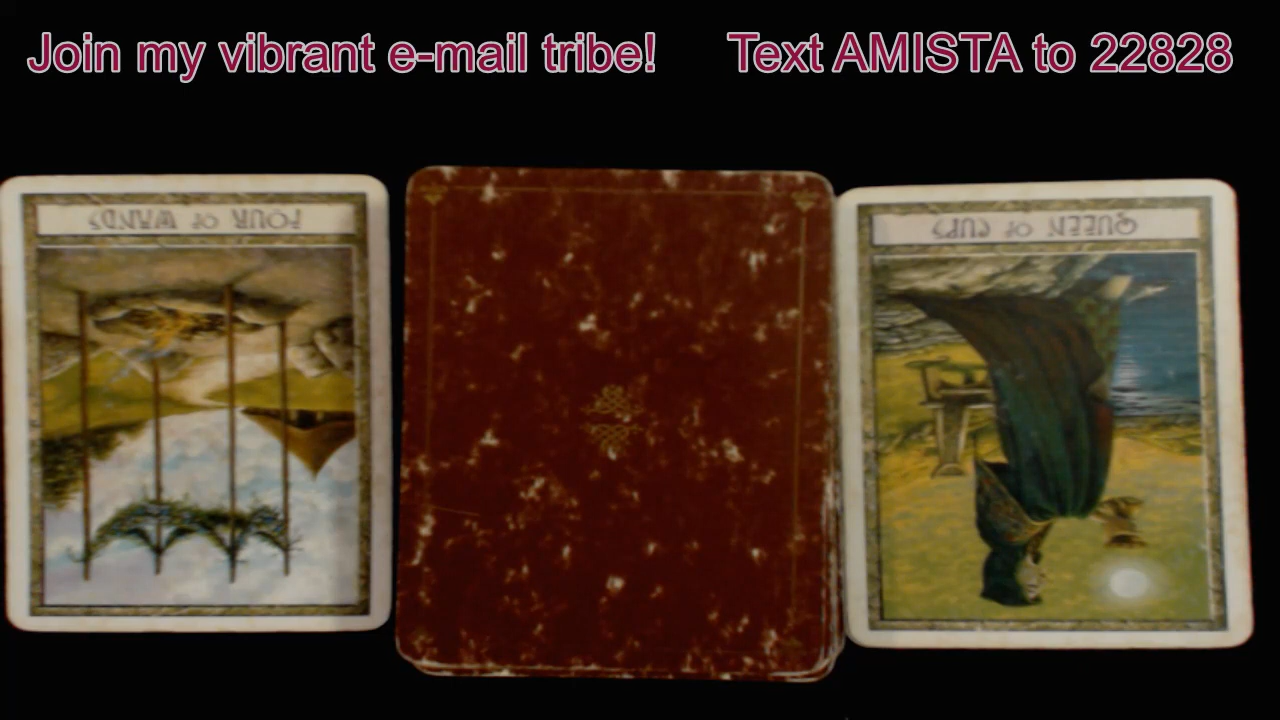 Join my vibrant e-mail tribe! Text AMISTA to 22828
FOUR OF WANDS
QUEEN OF CUPS